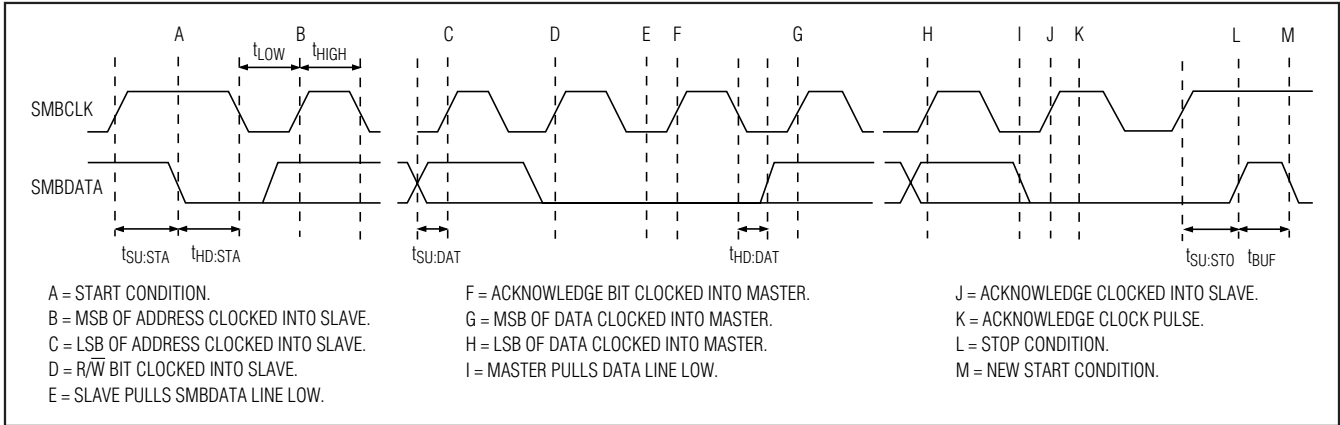 A B C D E F G H I J K L M
tLOW tHIGH
SMBCLK
SMBDATA
tSU:STA tHD:STA tSU:DAT tHD:DAT tSU:STO tBUF
A = START CONDITION.
B = MSB OF ADDRESS CLOCKED INTO SLAVE.
C = LSB OF ADDRESS CLOCKED INTO SLAVE.
D = R/W̅ BIT CLOCKED INTO SLAVE.
E = SLAVE PULLS SMBDATA LINE LOW.
F = ACKNOWLEDGE BIT CLOCKED INTO MASTER.
G = MSB OF DATA CLOCKED INTO MASTER.
H = LSB OF DATA CLOCKED INTO MASTER.
I = MASTER PULLS DATA LINE LOW.
J = ACKNOWLEDGE CLOCKED INTO SLAVE.
K = ACKNOWLEDGE CLOCK PULSE.
L = STOP CONDITION.
M = NEW START CONDITION.